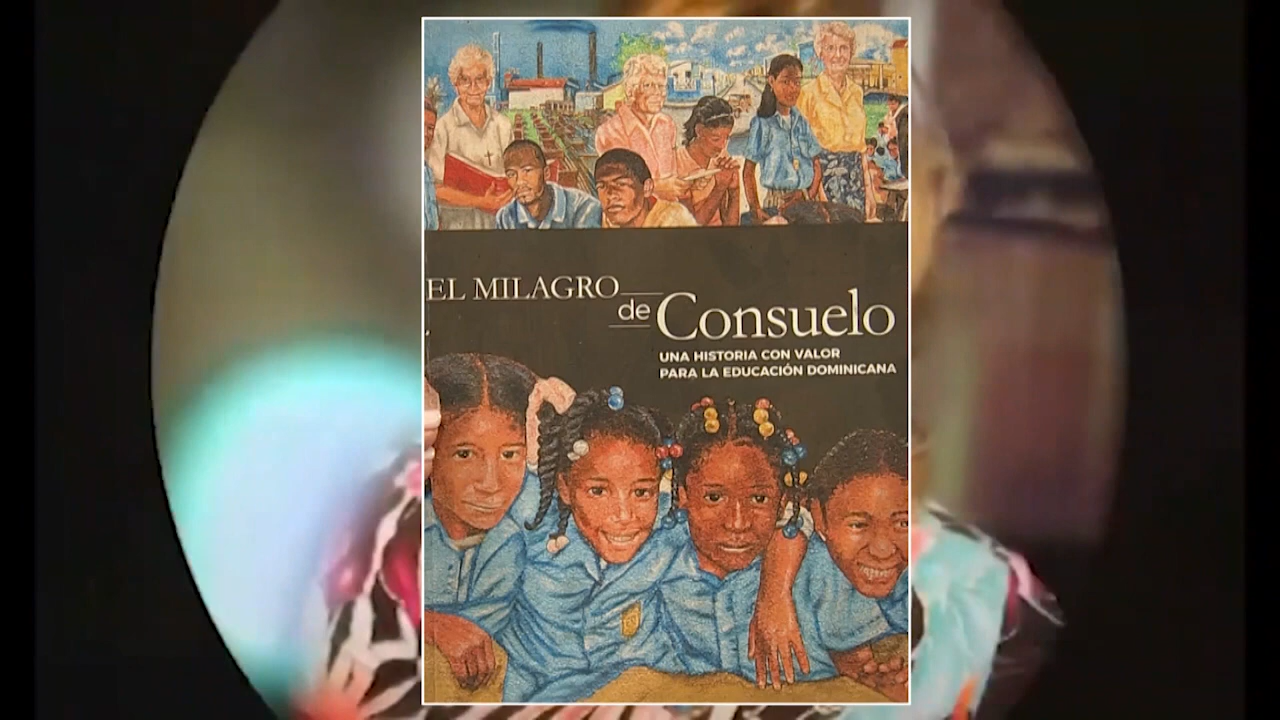 EL MILAGRO
de
Consuelo
UNA HISTORIA CON VALOR
PARA LA EDUCACIÓN DOMINICANA